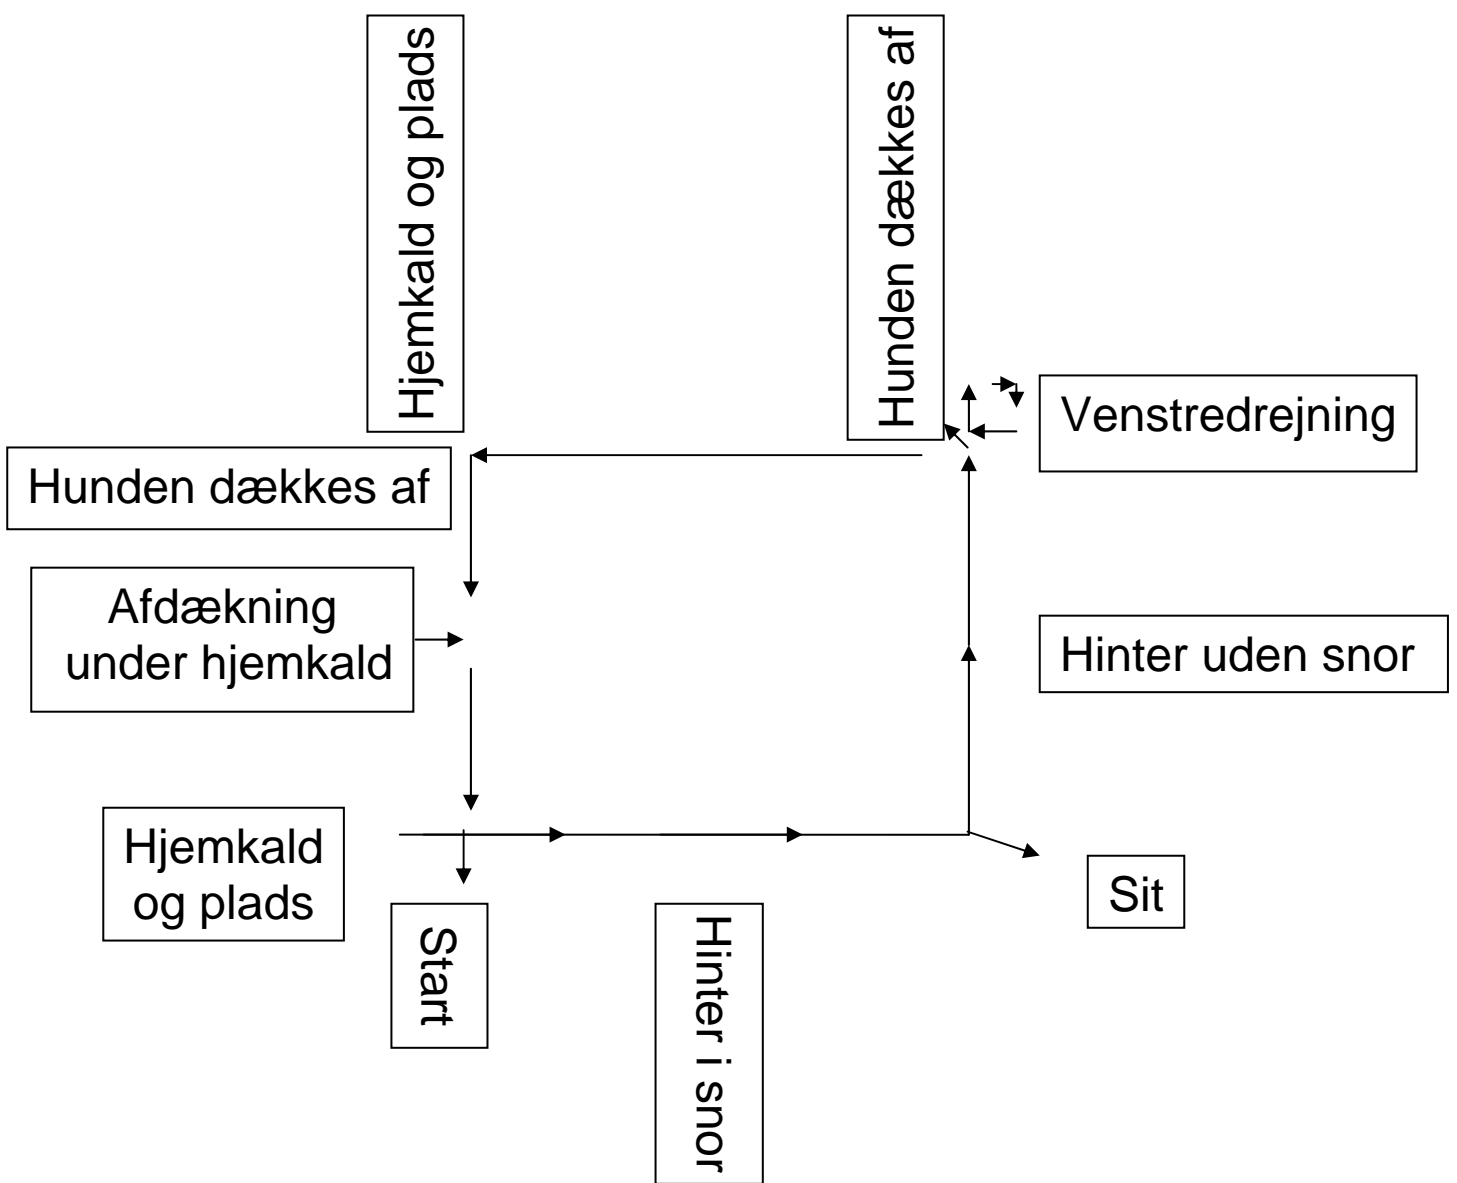 Hjemkald og plads
Hunden dækkes af
Venstredrejning
Hunden dækkes af
Afdækning
under hjemkald
Hinter uden snor
Hjemkald
og plads
Sit
Start
Hinter i snor